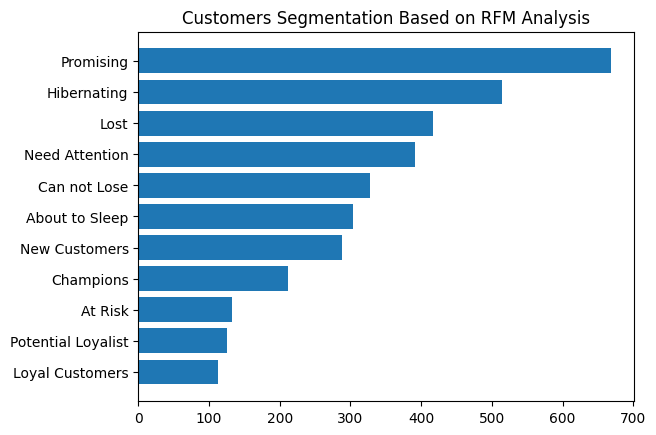 Customers Segmentation Based on RFM Analysis
Promising
Hibernating
Lost
Need Attention
Can not Lose
About to Sleep
New Customers
Champions
At Risk
Potential Loyalist
Loyal Customers
0 100 200 300 400 500 600 700